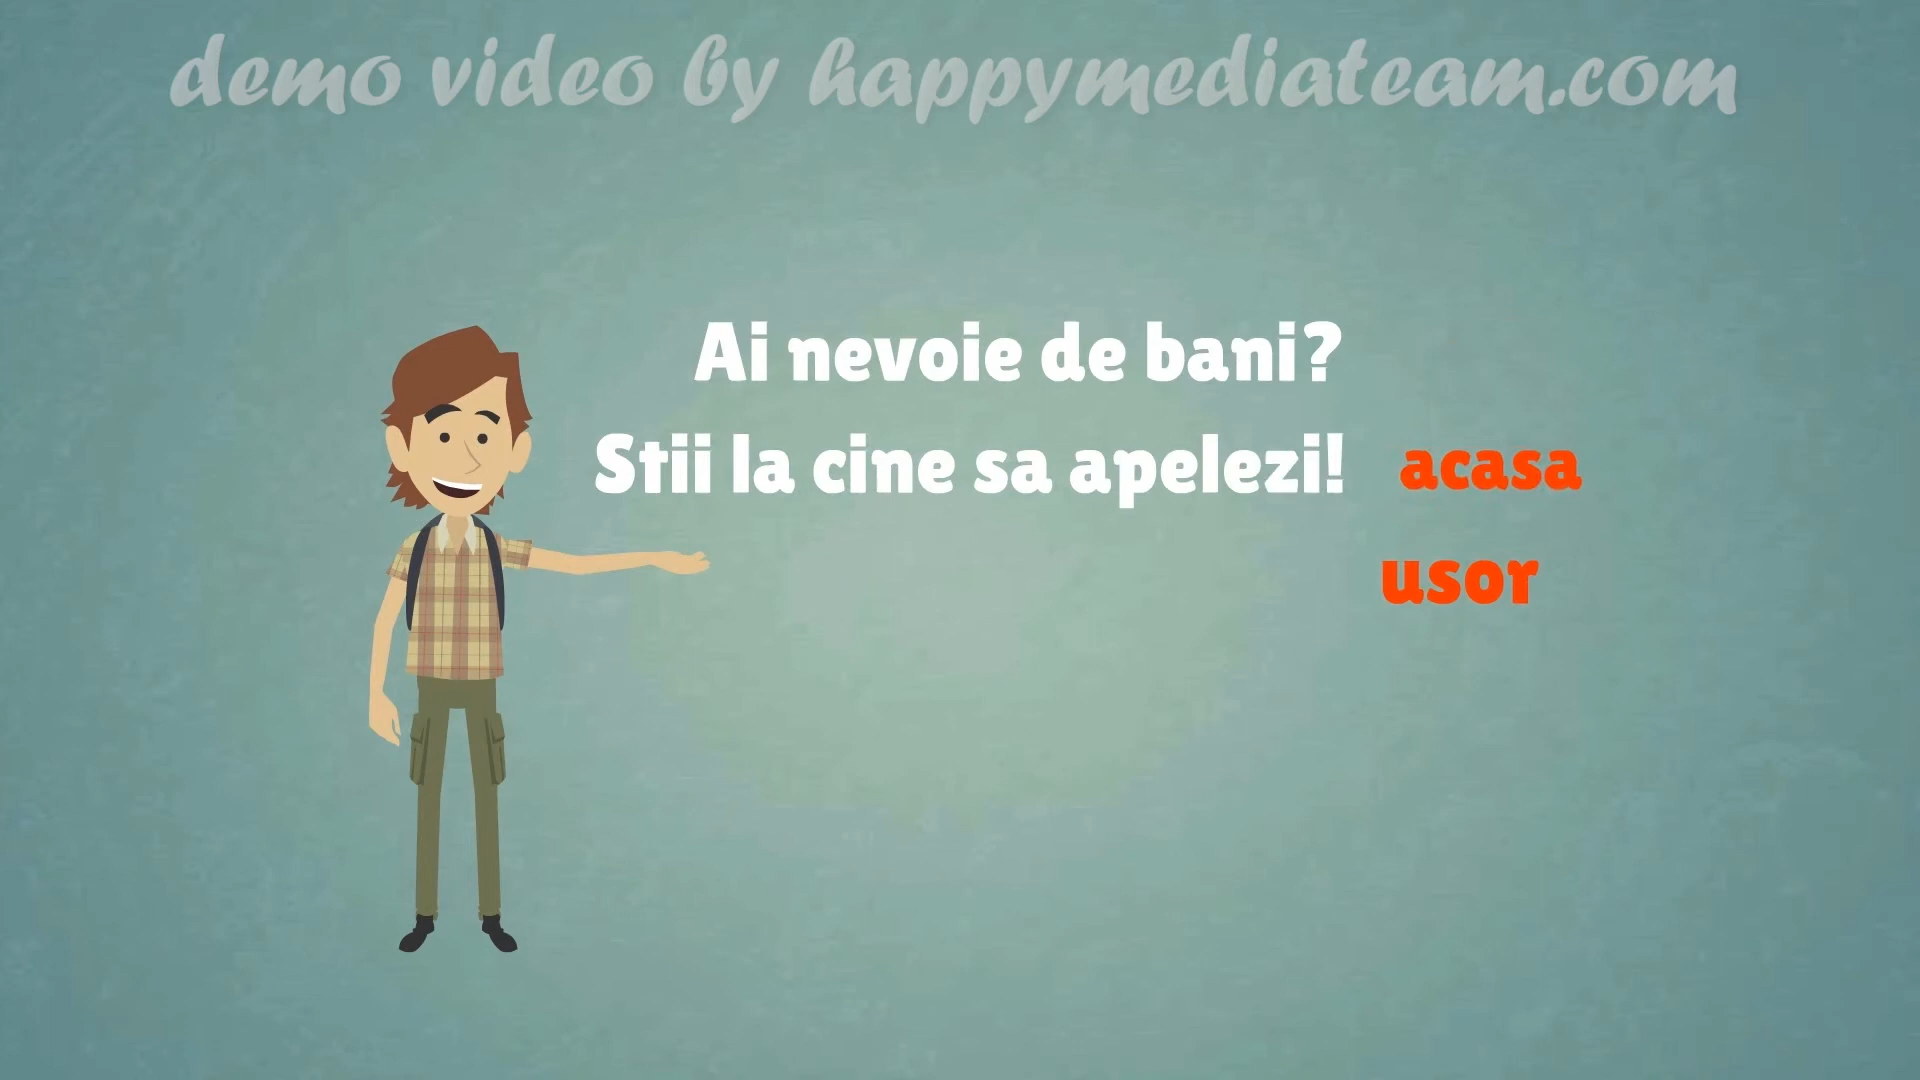 demo video by happymediateam.com
Ai nevoie de bani?
Stii la cine sa apelezi! acasa
usor